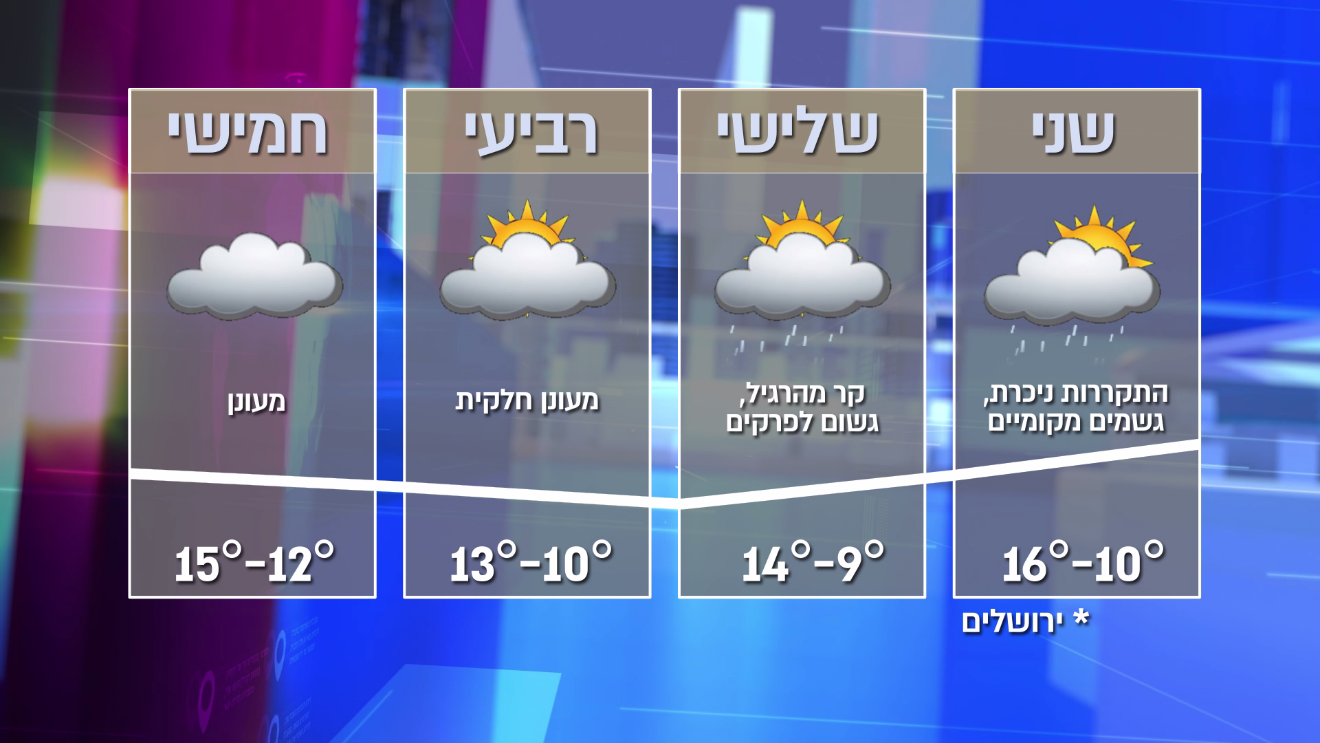 שני
התקררות ניכרת,
גשמים מקומיים
16°-10°
שלישי
קר מהרגיל,
גשום לפרקים
14°-9°
רביעי
מעונן חלקית
13°-10°
חמישי
מעונן
15°-12°
* ירושלים